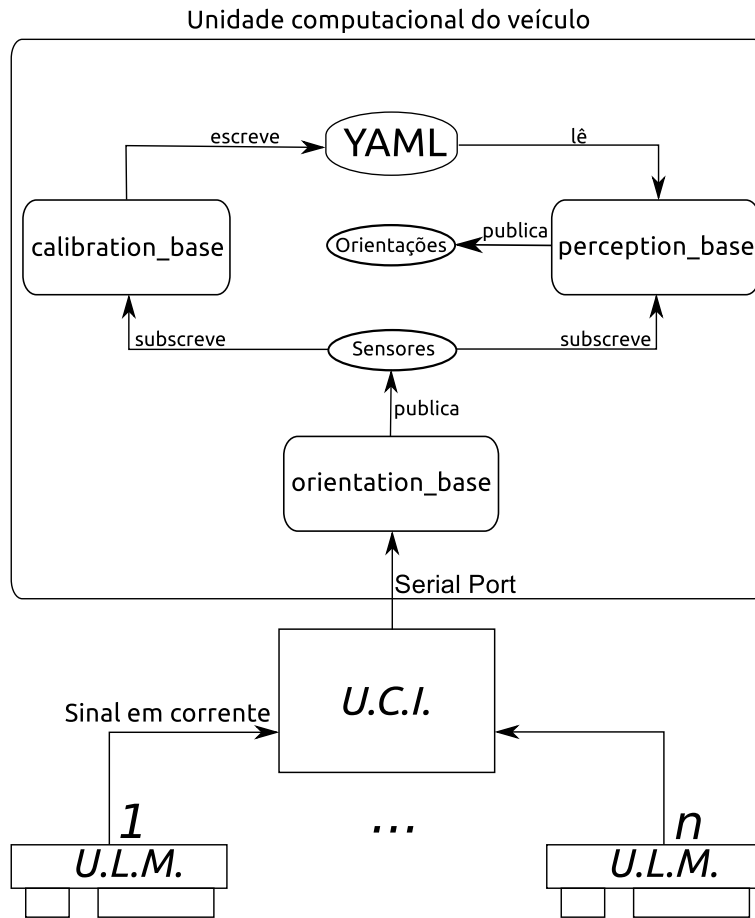 Unidade computacional do veículo
escreve
YAML
lê
calibration_base
Orientações
publica
perception_base
subscreve
Sensores
subscreve
publica
orientation_base
Serial Port
U.C.I.
Sinal em corrente
1
...
n
U.L.M.
U.L.M.